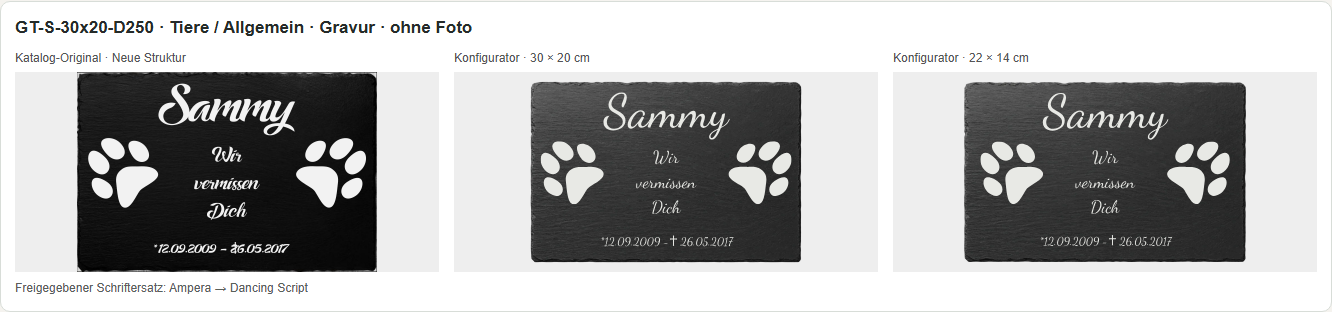 GT-S-30x20-D250 · Tiere / Allgemein · Gravur · ohne Foto
Katalog-Original · Neue Struktur
Sammy
Wir
vermissen
Dich
*12.09.2009 - ‡26.05.2017
Konfigurator · 30 × 20 cm
Sammy
Wir
vermissen
Dich
*12.09.2009 -✝ 26.05.2017
Konfigurator · 22 × 14 cm
Sammy
Wir
vermissen
Dich
*12.09.2009 -✝ 26.05.2017
Freigegebener Schriftersatz: Ampera → Dancing Script